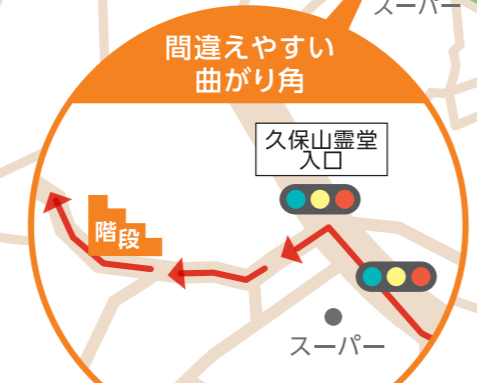 スーパー
間違えやすい
曲がり角
久保山霊堂
入口
階段
スーパー